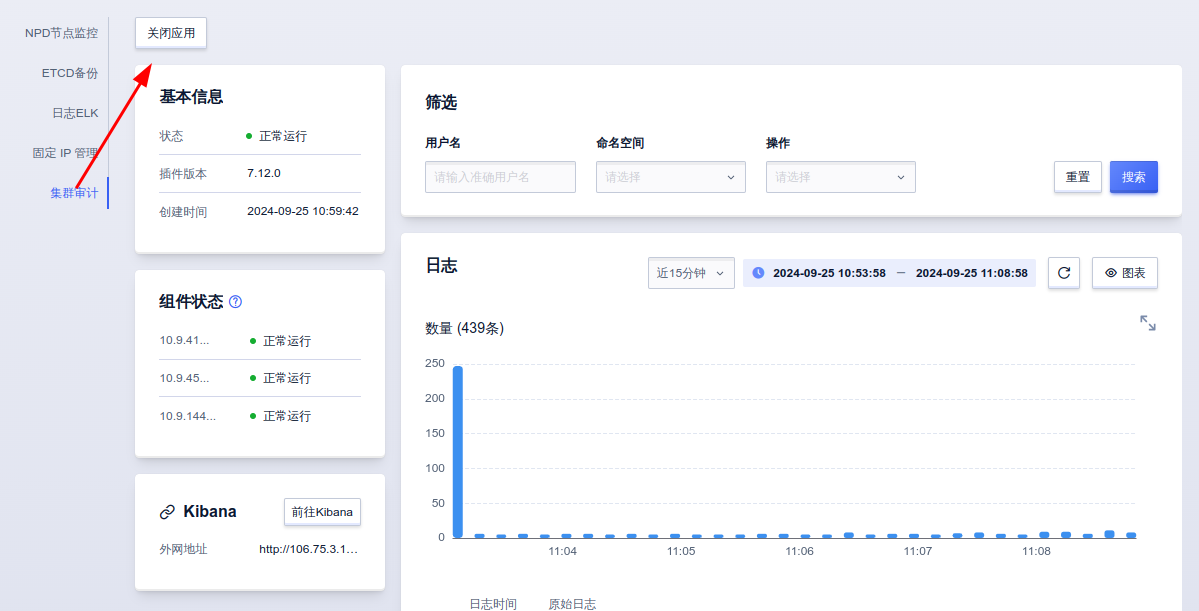 NPD节点监控
ETCD备份
日志ELK
固定 IP 管理
集群审计
关闭应用
基本信息
状态 正常运行
插件版本 7.12.0
创建时间 2024-09-25 10:59:42
组件状态
10.9.41... 正常运行
10.9.45... 正常运行
10.9.144... 正常运行
Kibana 前往Kibana
外网地址 http://106.75.3.1...
筛选
用户名 命名空间 操作
请输入准确用户名 请选择 请选择 重置 搜索
日志 近15分钟 2024-09-25 10:53:58 — 2024-09-25 11:08:58 图表
数量 (439条)
250
200
150
100
50
0
11:04 11:05 11:06 11:07 11:08
日志时间 原始日志